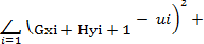 ∑ i=1 (Gxi + Hyi + 1 − ui)² +